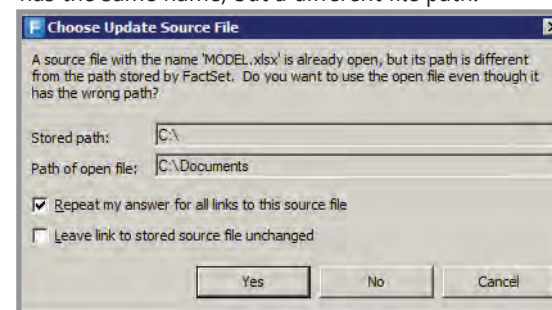 has the same name, but a different file path.
Choose Update Source File
A source file with the name 'MODEL.xlsx' is already open, but its path is different
from the path stored by FactSet. Do you want to use the open file even though it
has the wrong path?
Stored path: C:\
Path of open file: C:\Documents
Repeat my answer for all links to this source file
Leave link to stored source file unchanged
Yes No Cancel